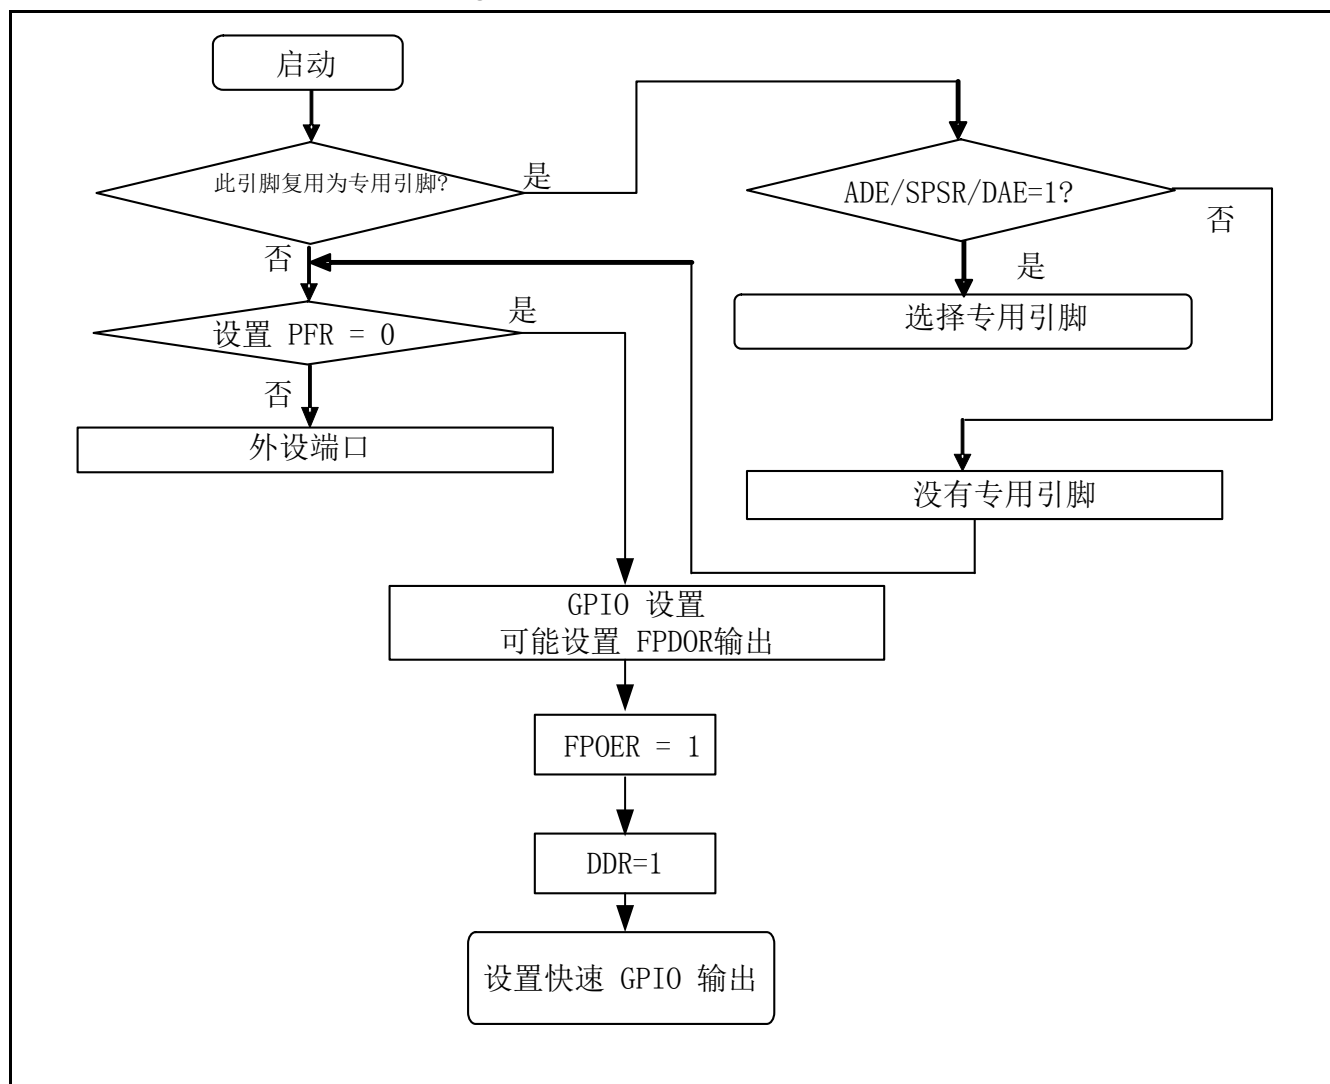 启动
此引脚复用为专用引脚?
是
ADE/SPSR/DAE=1?
否
否
是
设置 PFR = 0
是
选择专用引脚
否
外设端口
没有专用引脚
GPIO 设置
可能设置 FPDOR输出
FPOER = 1
DDR=1
设置快速 GPIO 输出